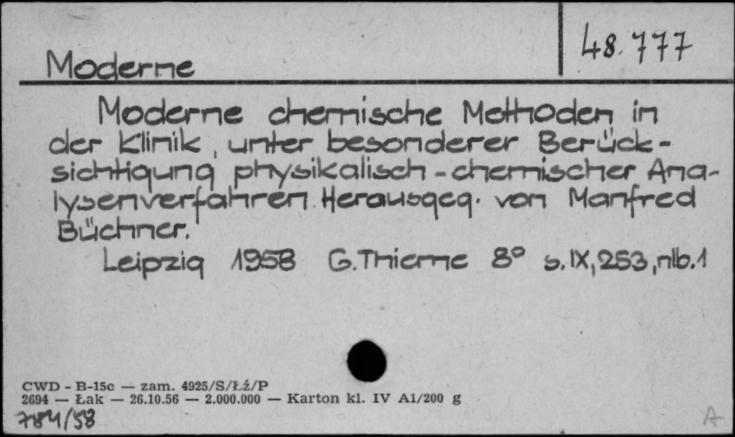 48.777
Moderne
Moderne chemische Methoden in
der Klinik, unter besonderer Berück-
sichtigung physikalisch-chemischer Ana-
lysenverfahren. Herausgeg. von Manfred
Büchner.
Leipzig 1958 G.Thieme 8° s.IX,253,nlb.1
CWD - B-15c — zam. 4925/S/Łż/P
2694 — Łak — 26.10.56 — 2.000.000 — Karton kl. IV A1/200 g
784/58
A